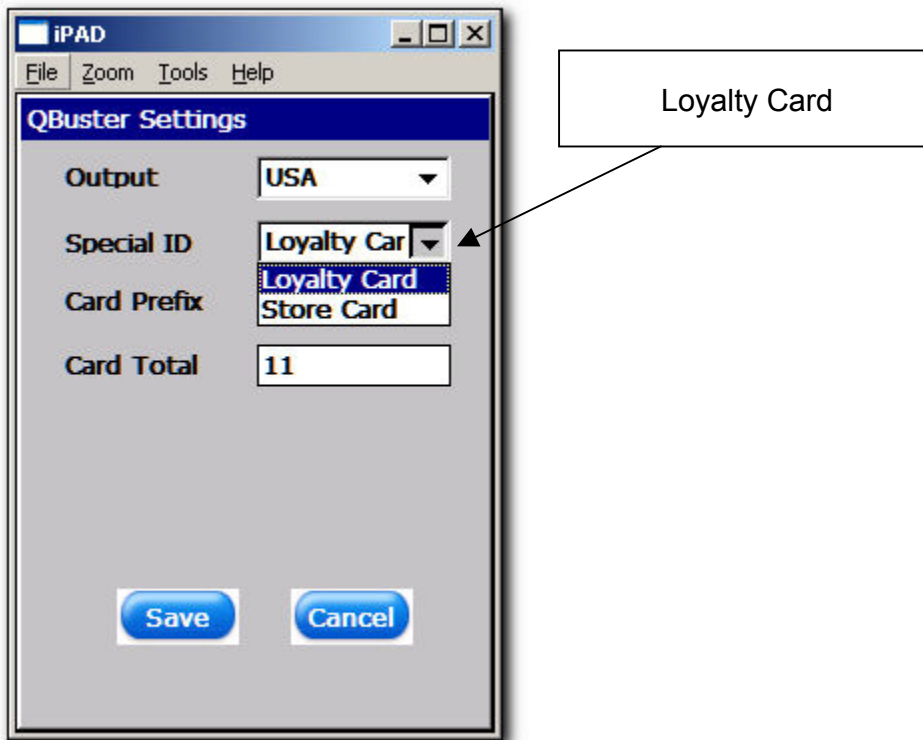 iPAD
File Zoom Tools Help
QBuster Settings
Output USA
Special ID Loyalty Car
Loyalty Card
Store Card
Card Prefix
Card Total 11
Save Cancel
Loyalty Card